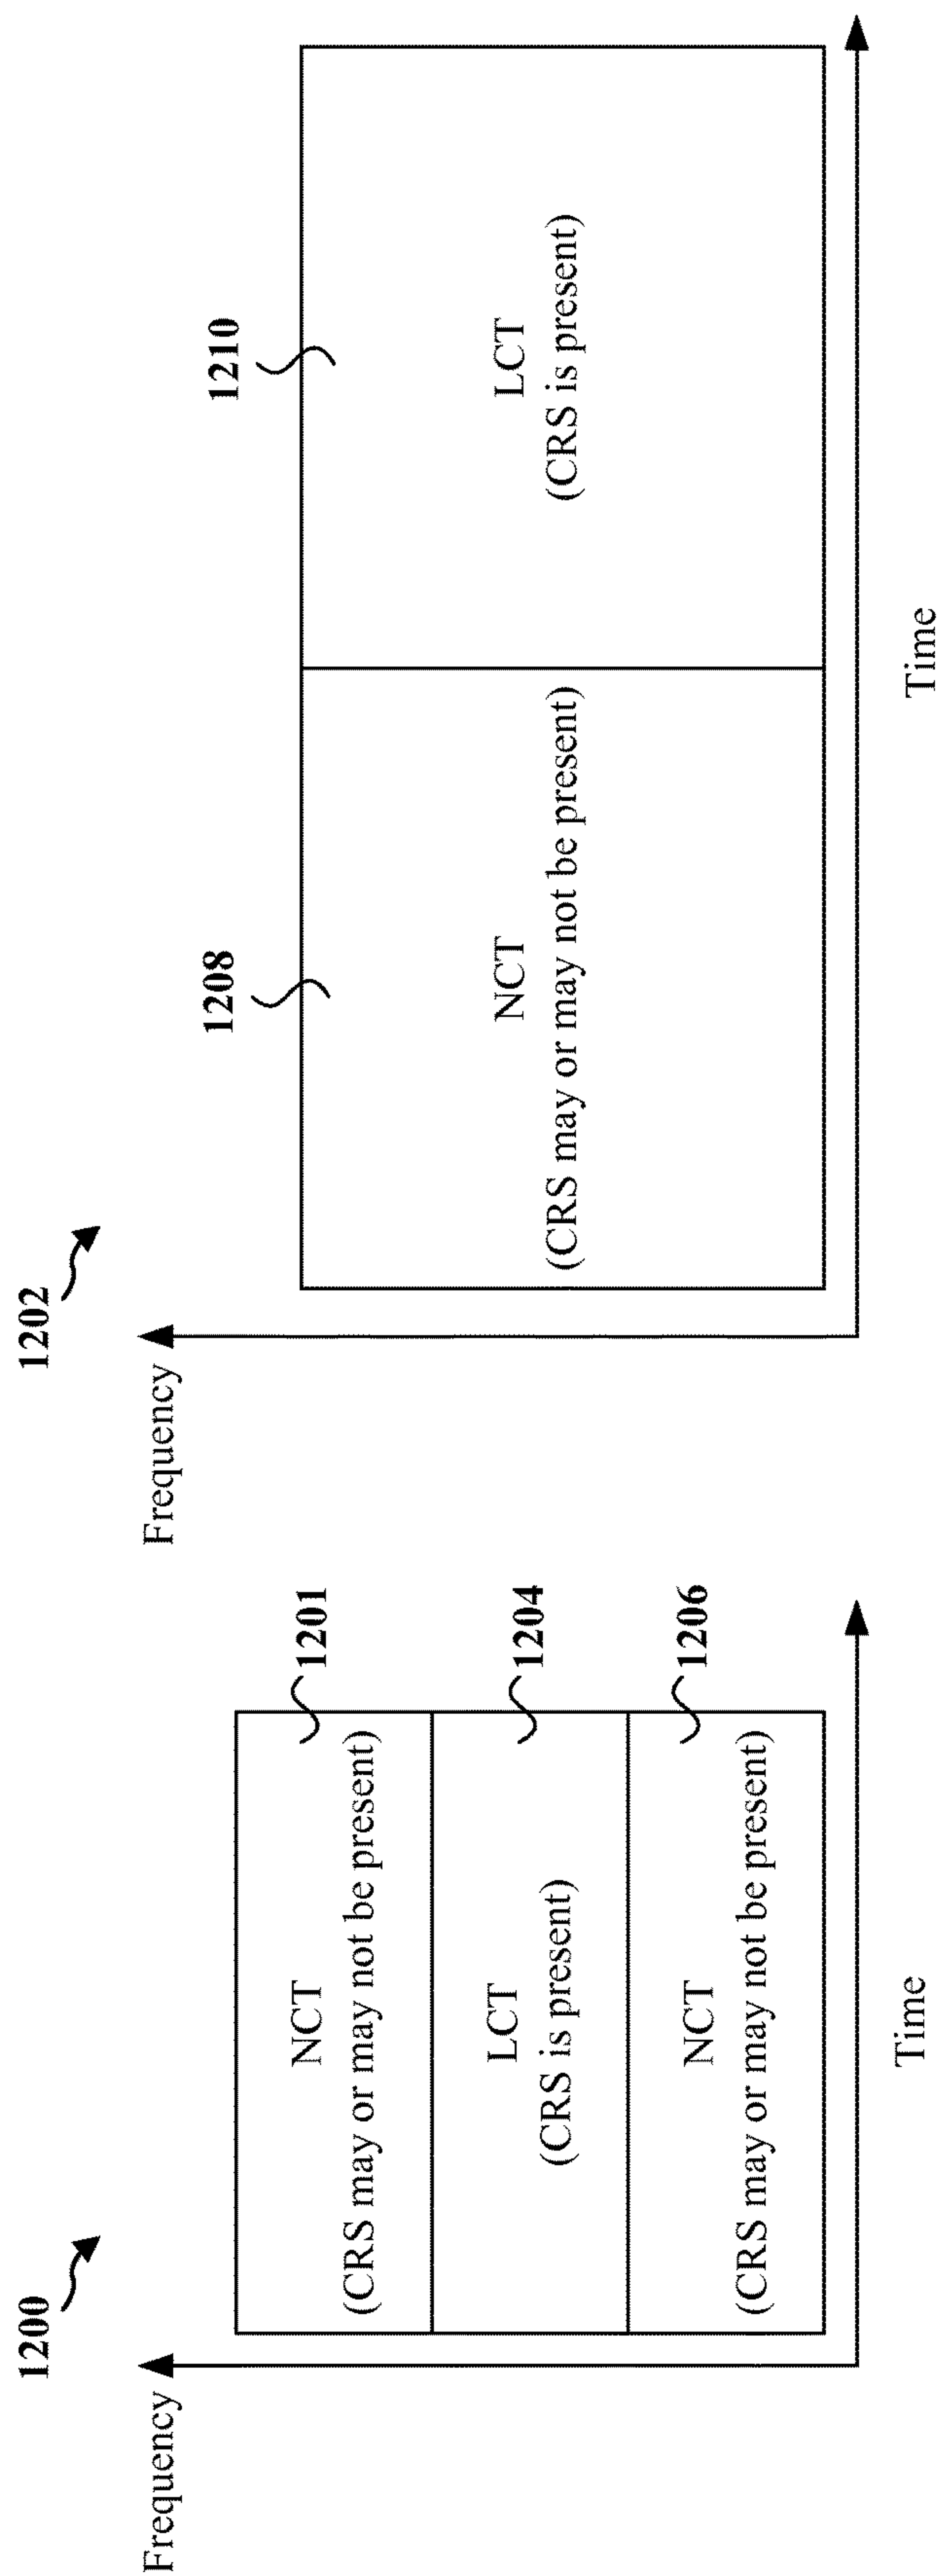 1200
Frequency
NCT
(CRS may or may not be present)
1201
LCT
(CRS is present)
1204
NCT
(CRS may or may not be present)
1206
Time
1202
Frequency
1208
NCT
(CRS may or may not be present)
1210
LCT
(CRS is present)
Time